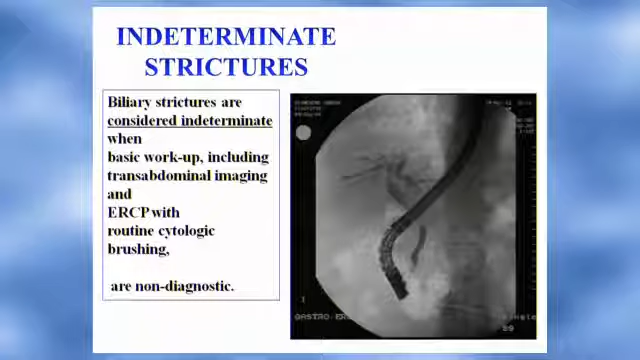 INDETERMINATE
STRICTURES
Biliary strictures are
considered indeterminate
when
basic work-up, including
transabdominal imaging
and
ERCP with
routine cytologic
brushing,
are non-diagnostic.
GASTRO